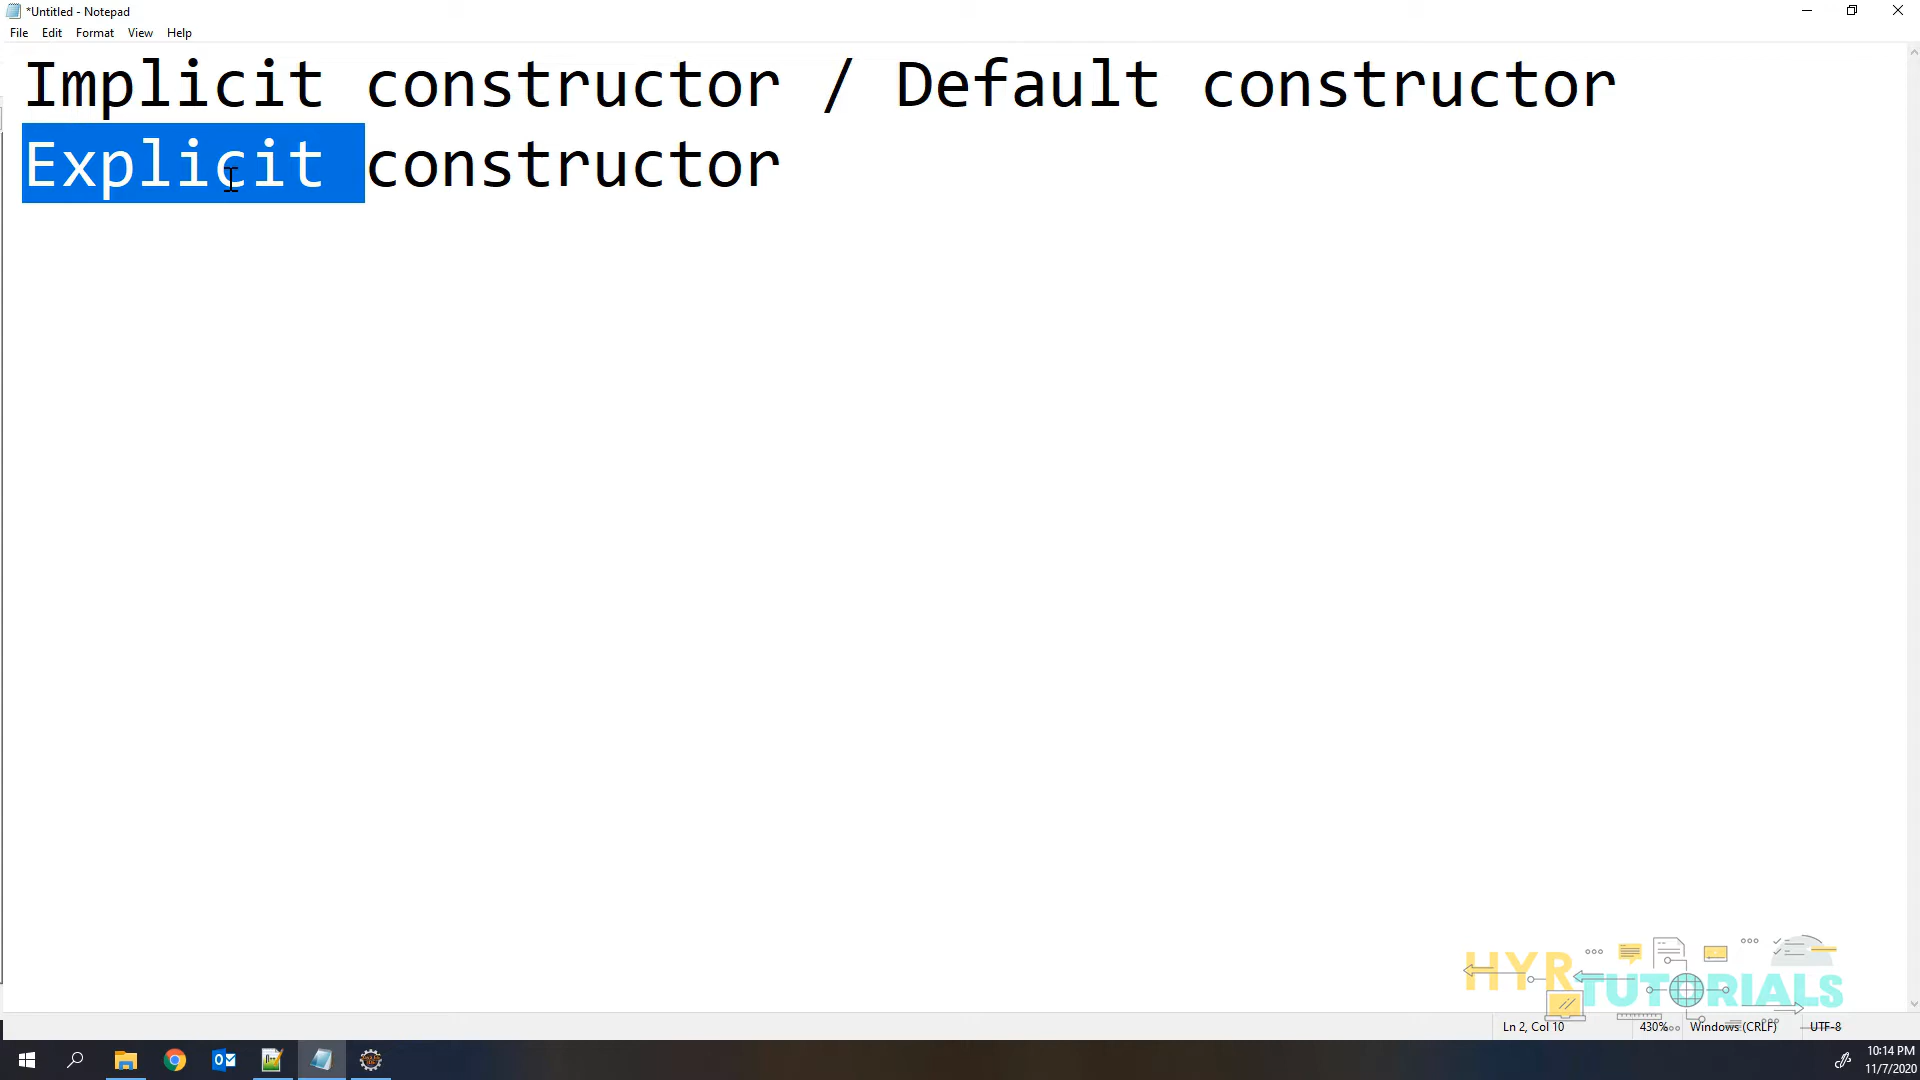 *Untitled - Notepad
File Edit Format View Help
Implicit constructor / Default constructor
Explicit constructor
HYR TUTORIALS
Ln 2, Col 10 430% Windows (CRLF) UTF-8
10:14 PM
11/7/2020